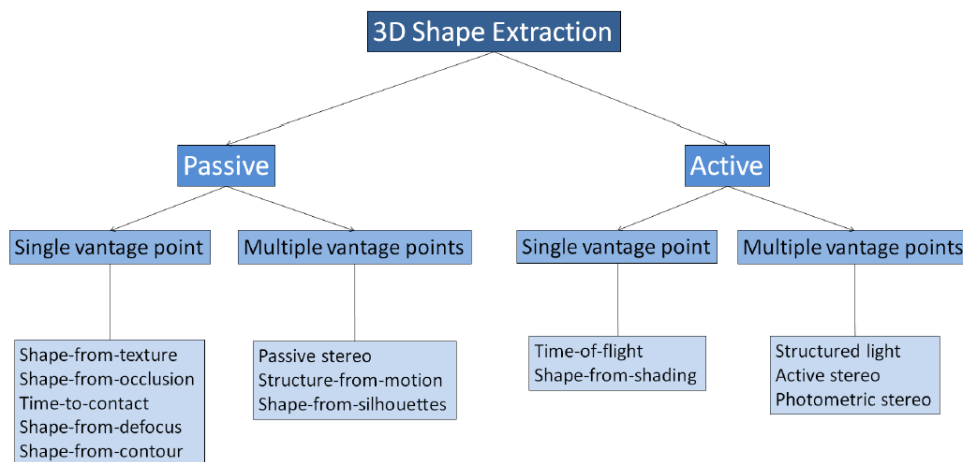 3D Shape Extraction
Passive
Active
Single vantage point
Multiple vantage points
Single vantage point
Multiple vantage points
Shape-from-texture
Shape-from-occlusion
Time-to-contact
Shape-from-defocus
Shape-from-contour
Passive stereo
Structure-from-motion
Shape-from-silhouettes
Time-of-flight
Shape-from-shading
Structured light
Active stereo
Photometric stereo